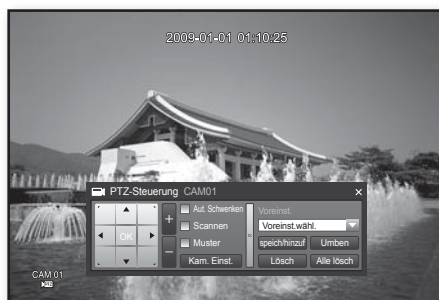 2009-01-01 01:10:25
PTZ-Steuerung CAM01
OK
Aut. Schwenken
Scannen
Muster
Kam. Einst.
Voreinst.
Voreinst.wähl.
speich/hinzuf
Umben
Lösch
Alle lösch
CAM 01
PTZ